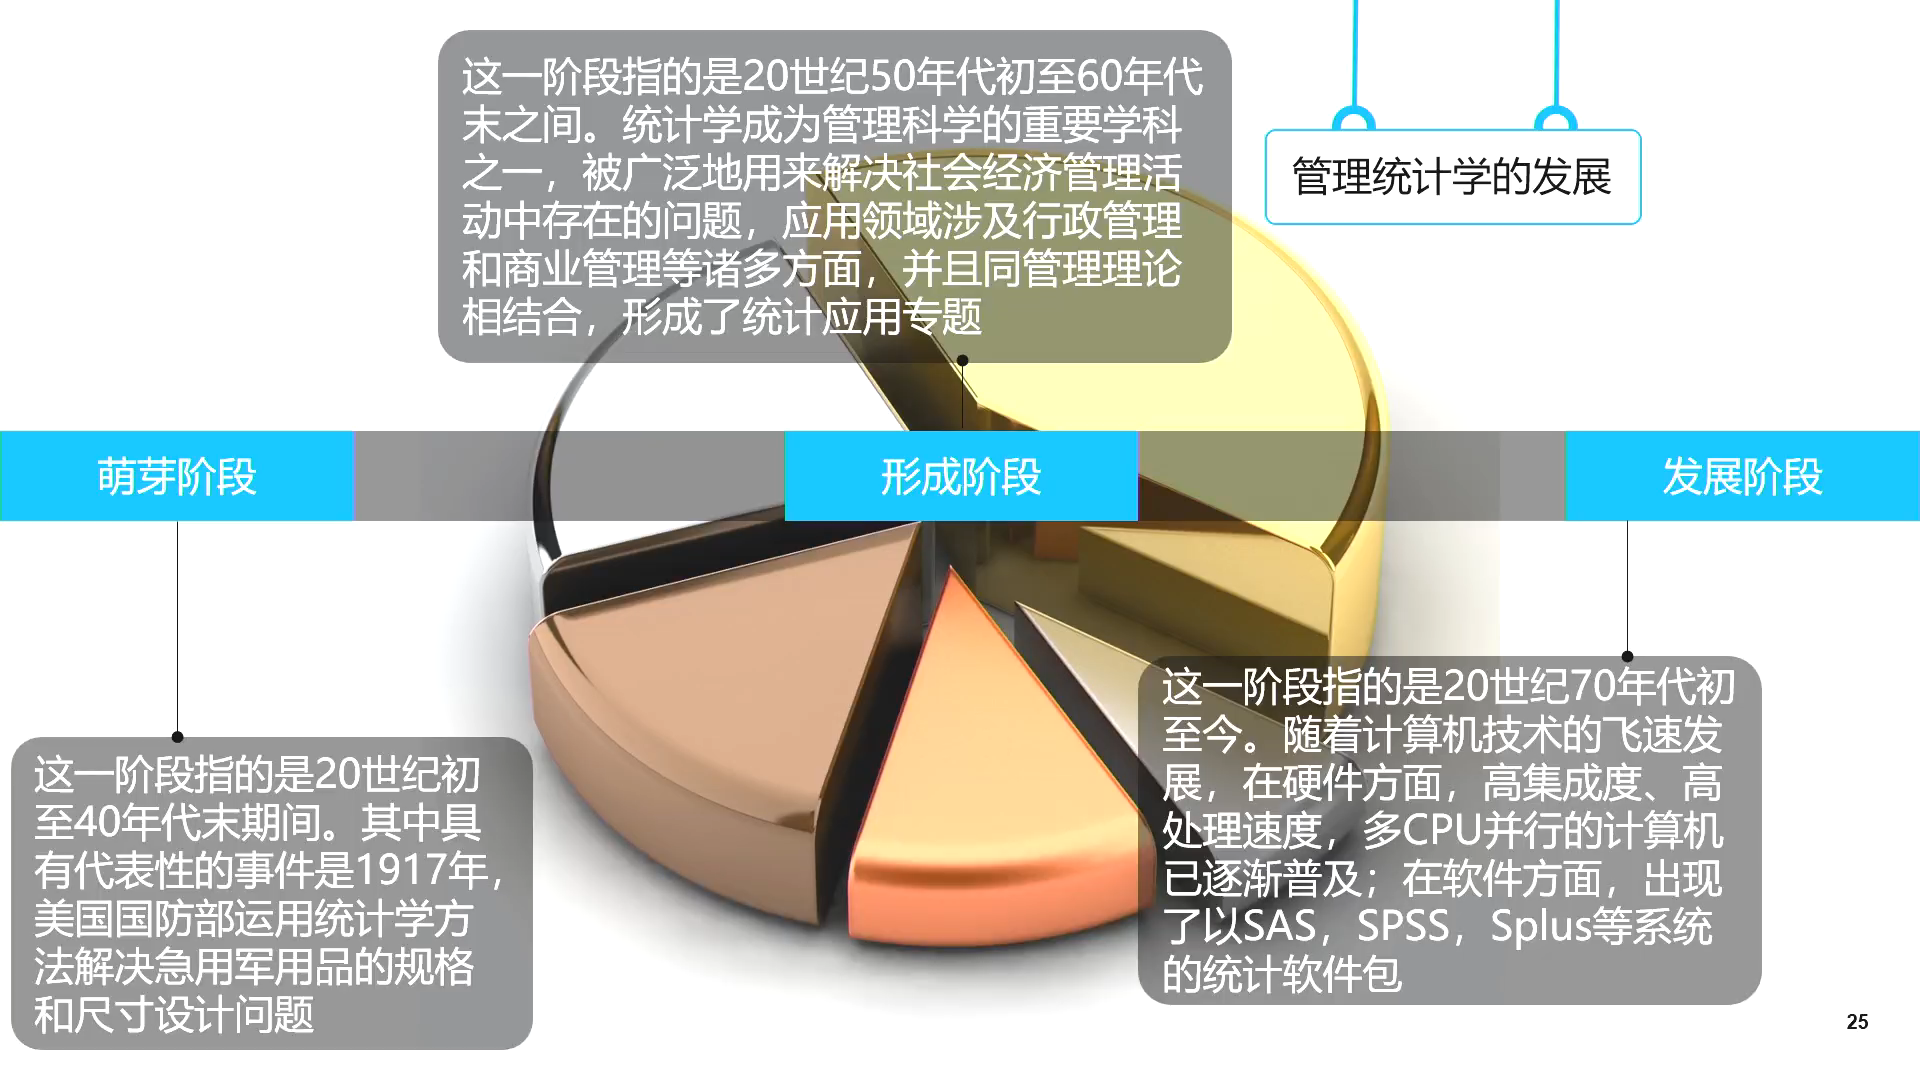 管理统计学的发展
这一阶段指的是20世纪50年代初至60年代
末之间。统计学成为管理科学的重要学科
之一，被广泛地用来解决社会经济管理活
动中存在的问题，应用领域涉及行政管理
和商业管理等诸多方面，并且同管理理论
相结合，形成了统计应用专题
萌芽阶段
形成阶段
发展阶段
这一阶段指的是20世纪初
至40年代末期间。其中具
有代表性的事件是1917年，
美国国防部运用统计学方
法解决急用军用品的规格
和尺寸设计问题
这一阶段指的是20世纪70年代初
至今。随着计算机技术的飞速发
展，在硬件方面，高集成度、高
处理速度，多CPU并行的计算机
已逐渐普及；在软件方面，出现
了以SAS，SPSS，Splus等系统
的统计软件包
25